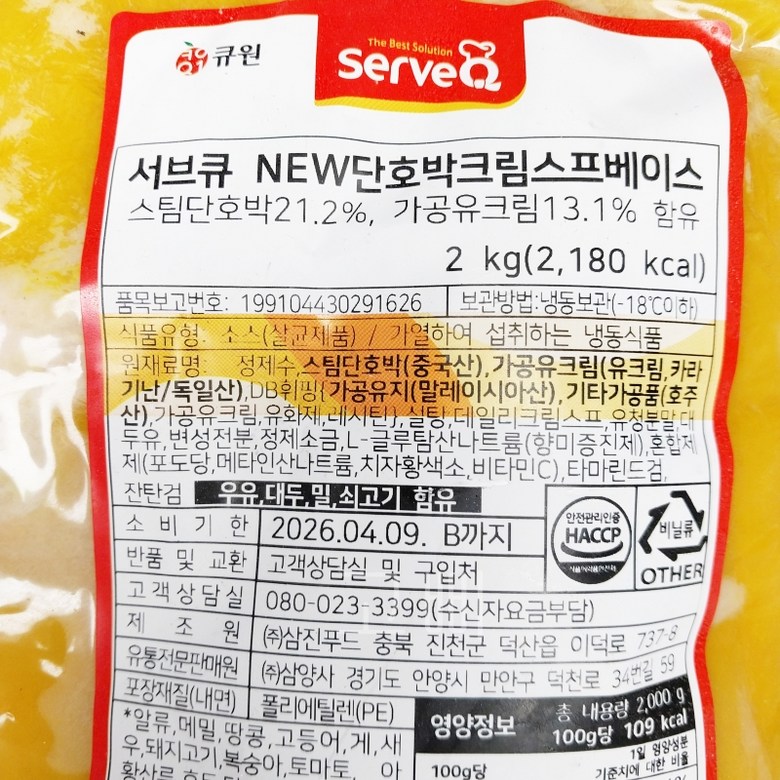 큐원
The Best Solution
serveQ
서브큐 NEW단호박크림스프베이스
스팀단호박21.2%, 가공유크림13.1% 함유
2 kg(2,180 kcal)
품목보고번호: 199104430291626 보관방법:냉동보관(-18℃이하)
식품유형: 소스(살균제품) / 가열하여 섭취하는 냉동식품
원재료명: 정제수,스팀단호박(중국산),가공유크림(유크림,카라
기난/독일산),DB휘핑{가공유지(말레이시아산), 기타가공품(호주
산),가공유크림,유화제,레시틴}, 설탕, 데일리크림스프, 유청분말,대
두유,변성전분,정제소금,L-글루탐산나트륨(향미증진제),혼합제
제(포도당,메타인산나트륨,치자황색소,비타민C),타마린드검,
잔탄검 우유,대두,밀,쇠고기 함유
소비기한 2026.04.09. B까지
안전관리인증
HACCP
비닐류
OTHER
반품 및 교환 고객상담실 및 구입처
고객상담실 080-023-3399(수신자요금부담)
제조원 ㈜삼진푸드 충북 진천군 덕산읍 이덕로 737-8
유통전문판매원 ㈜삼양사 경기도 안양시 만안구 덕천로 34번길 59
포장재질(내면) 폴리에틸렌(PE)
영양정보 총 내용량 2,000 g
100g당 109 kcal
100g당 1일 영양성분
기준치에 대한 비율
*알류,메밀,땅콩,고등어,게,새
우,돼지고기,복숭아,토마토, 아